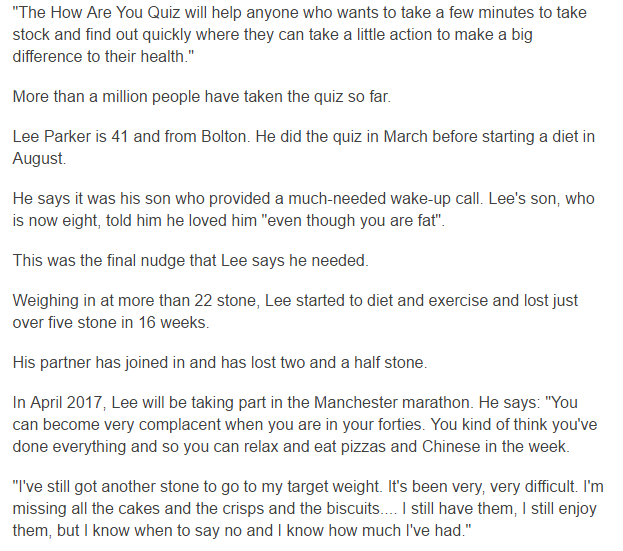 "The How Are You Quiz will help anyone who wants to take a few minutes to take
stock and find out quickly where they can take a little action to make a big
difference to their health."
More than a million people have taken the quiz so far.
Lee Parker is 41 and from Bolton. He did the quiz in March before starting a diet in
August.
He says it was his son who provided a much-needed wake-up call. Lee's son, who
is now eight, told him he loved him "even though you are fat".
This was the final nudge that Lee says he needed.
Weighing in at more than 22 stone, Lee started to diet and exercise and lost just
over five stone in 16 weeks.
His partner has joined in and has lost two and a half stone.
In April 2017, Lee will be taking part in the Manchester marathon. He says: "You
can become very complacent when you are in your forties. You kind of think you've
done everything and so you can relax and eat pizzas and Chinese in the week.
"I've still got another stone to go to my target weight. It's been very, very difficult. I'm
missing all the cakes and the crisps and the biscuits.... I still have them, I still enjoy
them, but I know when to say no and I know how much I've had."